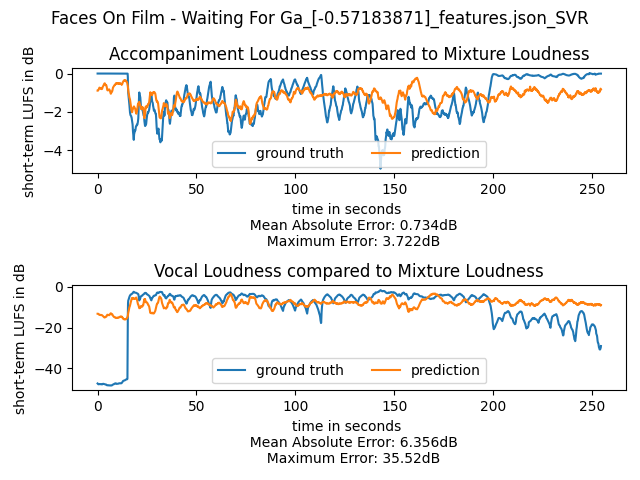 Faces On Film - Waiting For Ga_[-0.57183871]_features.json_SVR
Accompaniment Loudness compared to Mixture Loudness
short-term LUFS in dB
0
−2
−4
ground truth
prediction
0
50
100
150
200
250
time in seconds
Mean Absolute Error: 0.734dB
Maximum Error: 3.722dB
Vocal Loudness compared to Mixture Loudness
short-term LUFS in dB
0
−20
−40
ground truth
prediction
0
50
100
150
200
250
time in seconds
Mean Absolute Error: 6.356dB
Maximum Error: 35.52dB